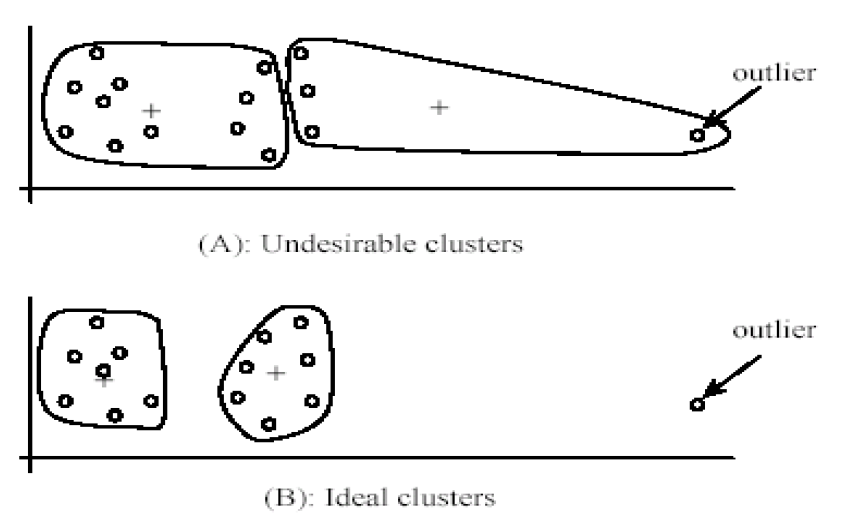 outlier
(A): Undesirable clusters
outlier
(B): Ideal clusters